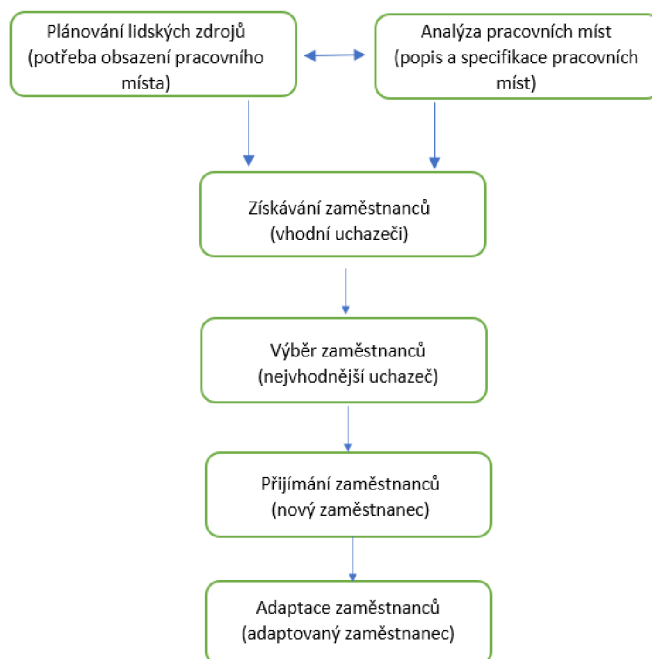 Plánování lidských zdrojů
(potřeba obsazení pracovního
místa)
Analýza pracovních míst
(popis a specifikace pracovních
míst)
Získávání zaměstnanců
(vhodní uchazeči)
Výběr zaměstnanců
(nejvhodnější uchazeč)
Přijímání zaměstnanců
(nový zaměstnanec)
Adaptace zaměstnanců
(adaptovaný zaměstnanec)